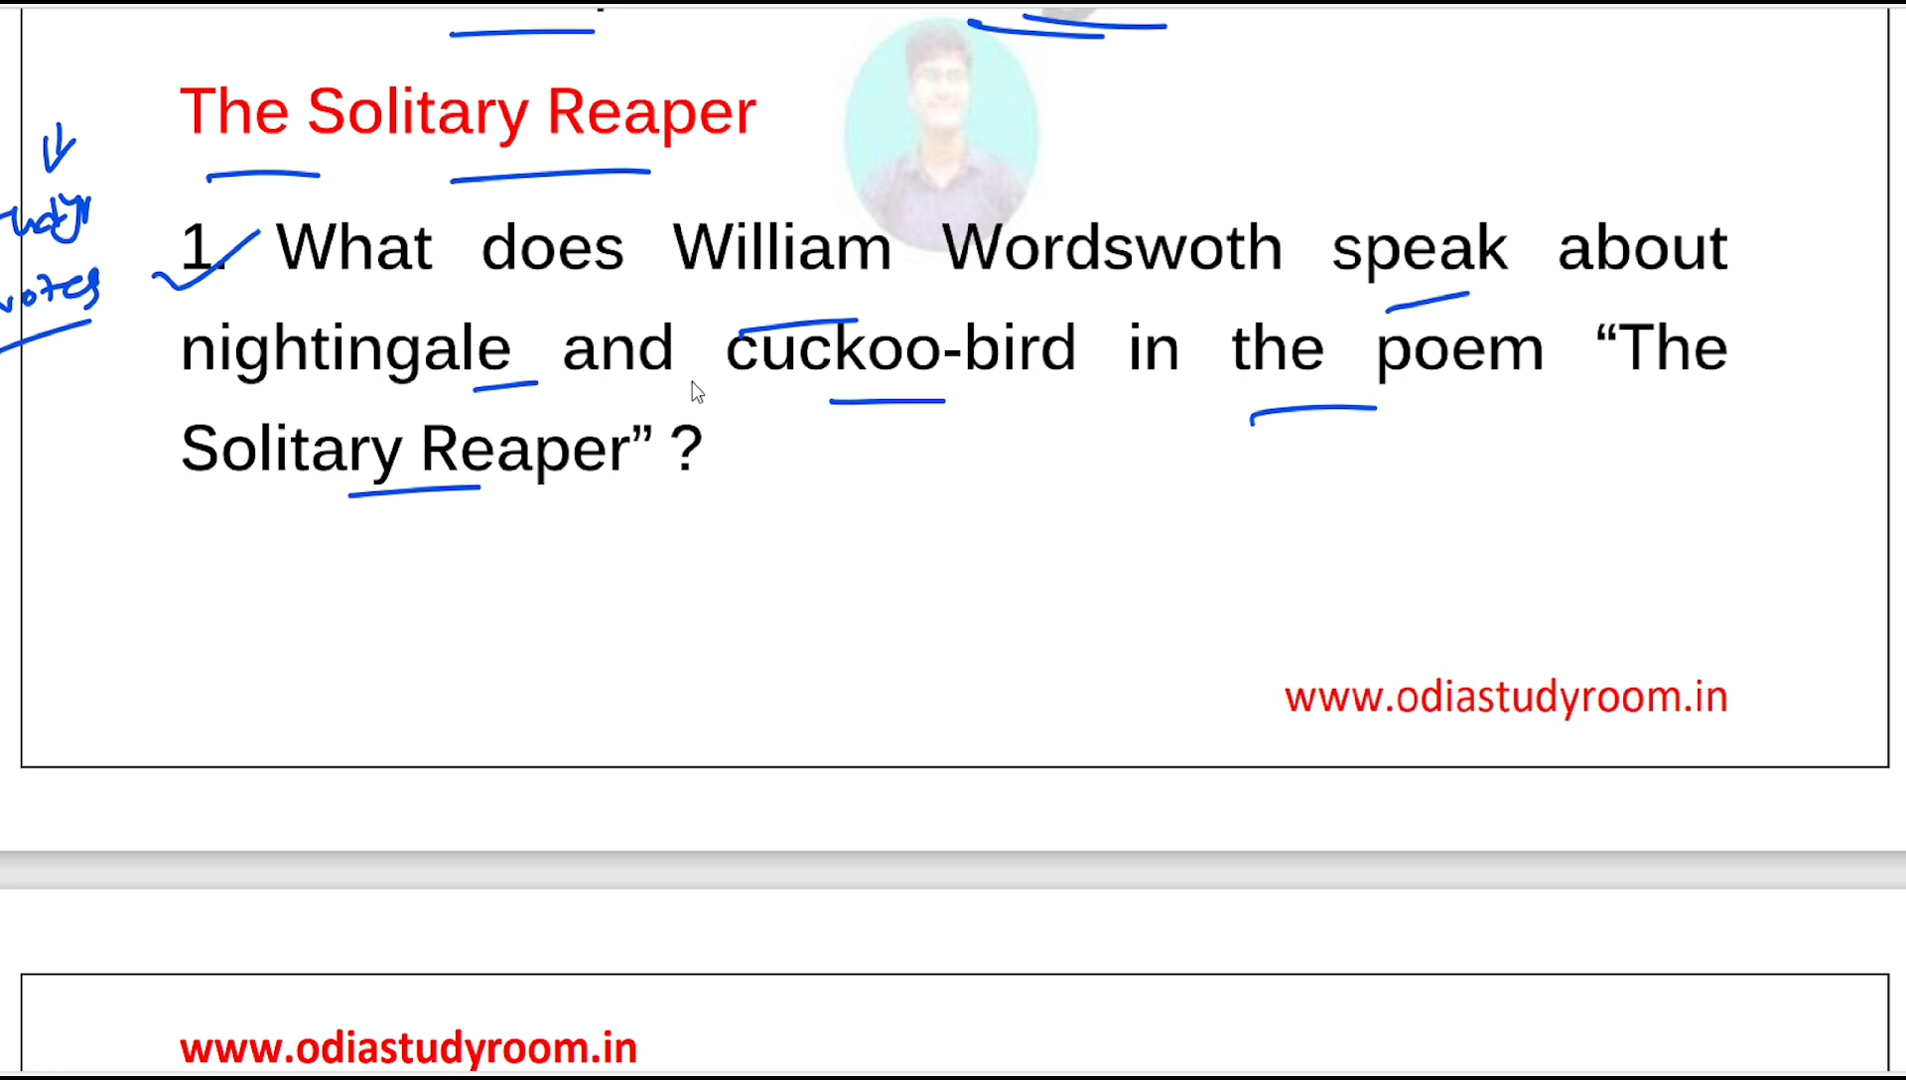 The Solitary Reaper
1. What does William Wordswoth speak about
nightingale and cuckoo-bird in the poem “The
Solitary Reaper” ?
www.odiastudyroom.in
www.odiastudyroom.in